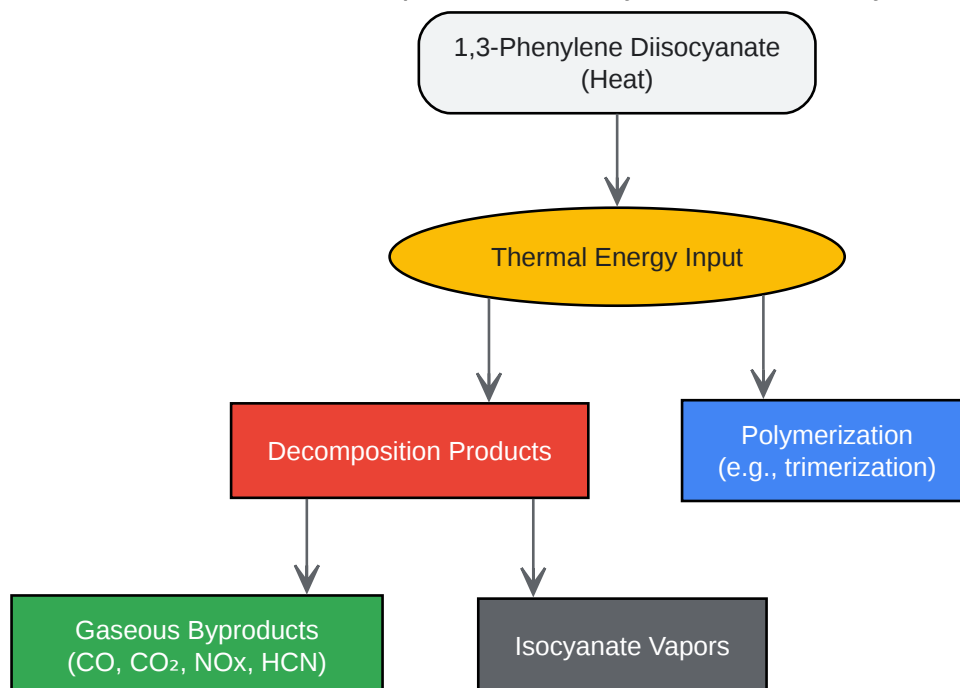 1,3-Phenylene Diisocyanate
(Heat)
Thermal Energy Input
Decomposition Products
Polymerization
(e.g., trimerization)
Gaseous Byproducts
(CO, CO₂, NOx, HCN)
Isocyanate Vapors